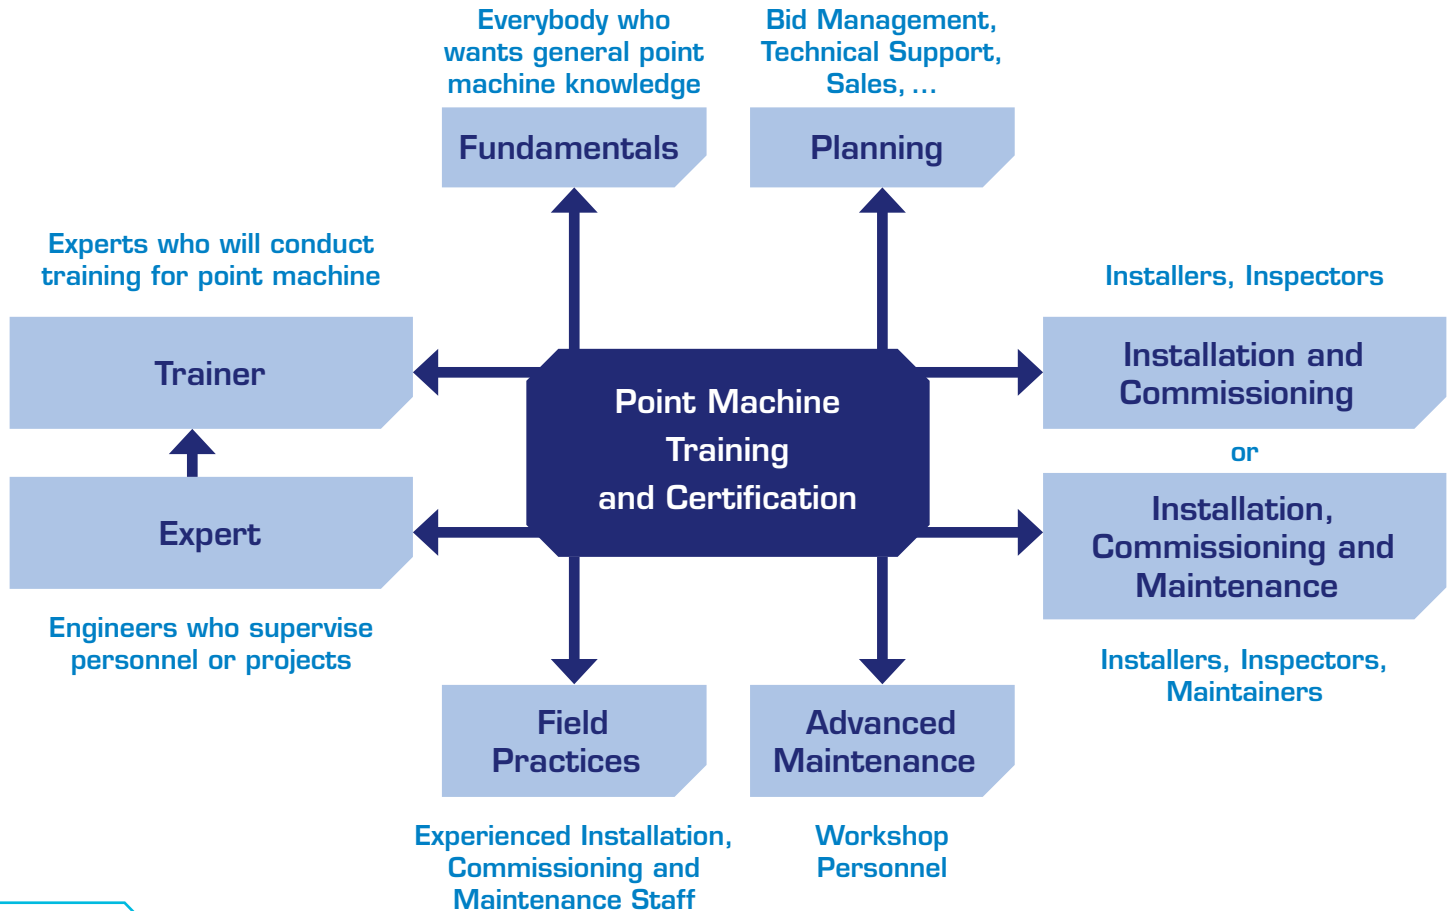 Everybody who
wants general point
machine knowledge
Fundamentals
Bid Management,
Technical Support,
Sales, ...
Planning
Experts who will conduct
training for point machine
Trainer
Installers, Inspectors
Installation and
Commissioning
Point Machine
Training
and Certification
or
Expert
Engineers who supervise
personnel or projects
Installation,
Commissioning and
Maintenance
Installers, Inspectors,
Maintainers
Field
Practices
Experienced Installation,
Commissioning and
Maintenance Staff
Advanced
Maintenance
Workshop
Personnel